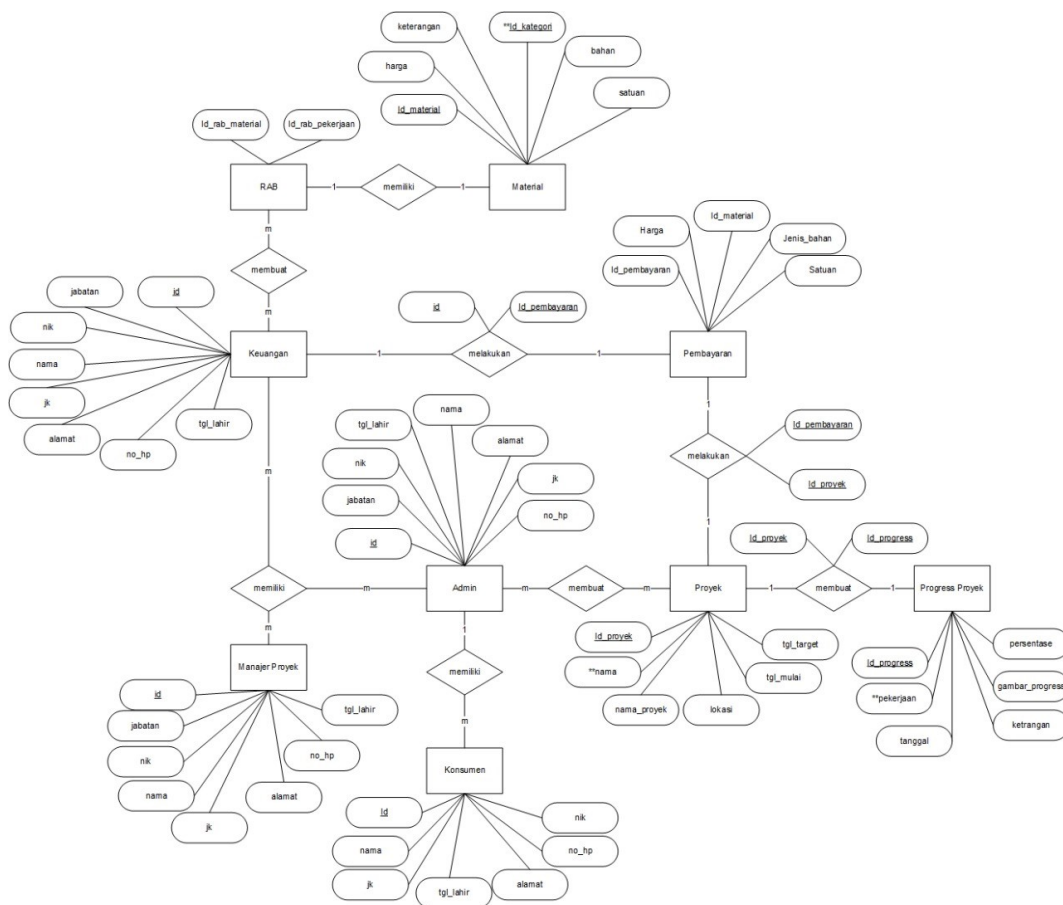 keterangan
**Id_kategori
bahan
harga
satuan
Id_material
Id_rab_material
Id_rab_pekerjaan
RAB
1
memiliki
1
Material
m
membuat
m
Harga
Id_material
Jenis_bahan
Id_pembayaran
Satuan
jabatan
id
nik
nama
jk
alamat
no_hp
tgl_lahir
Keuangan
id
Id_pembayaran
1
melakukan
1
Pembayaran
1
melakukan
Id_pembayaran
Id_proyek
1
m
nama
tgl_lahir
alamat
nik
jk
jabatan
no_hp
id
memiliki
m
Admin
m
membuat
m
Proyek
Id_proyek
Id_progress
1
membuat
1
Progress Proyek
m
Manajer Proyek
id
jabatan
nik
nama
jk
alamat
no_hp
tgl_lahir
1
memiliki
m
Id_proyek
**nama
nama_proyek
lokasi
tgl_mulai
tgl_target
Id_progress
**pekerjaan
tanggal
persentase
gambar_progress
ketrangan
Konsumen
Id
nama
jk
tgl_lahir
alamat
no_hp
nik